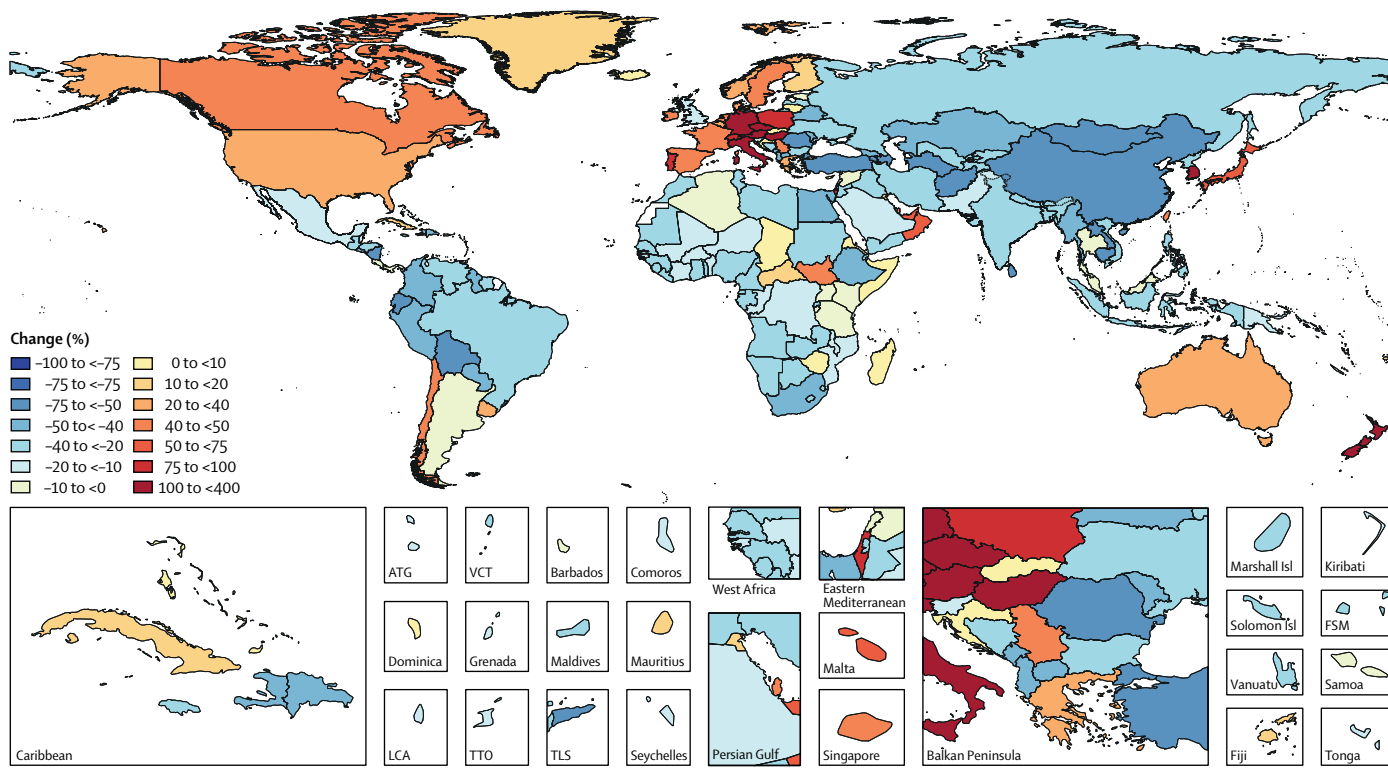 Change (%)
−100 to <−75
−75 to <−75
−75 to <−50
−50 to <−40
−40 to <−20
−20 to <−10
−10 to <0
0 to <10
10 to <20
20 to <40
40 to <50
50 to <75
75 to <100
100 to <400
Caribbean
ATG
VCT
Barbados
Comoros
West Africa
Eastern
Mediterranean
Marshall Isl
Kiribati
Dominica
Grenada
Maldives
Mauritius
Malta
Solomon Isl
FSM
Vanuatu
Samoa
LCA
TTO
TLS
Seychelles
Persian Gulf
Singapore
Balkan Peninsula
Fiji
Tonga